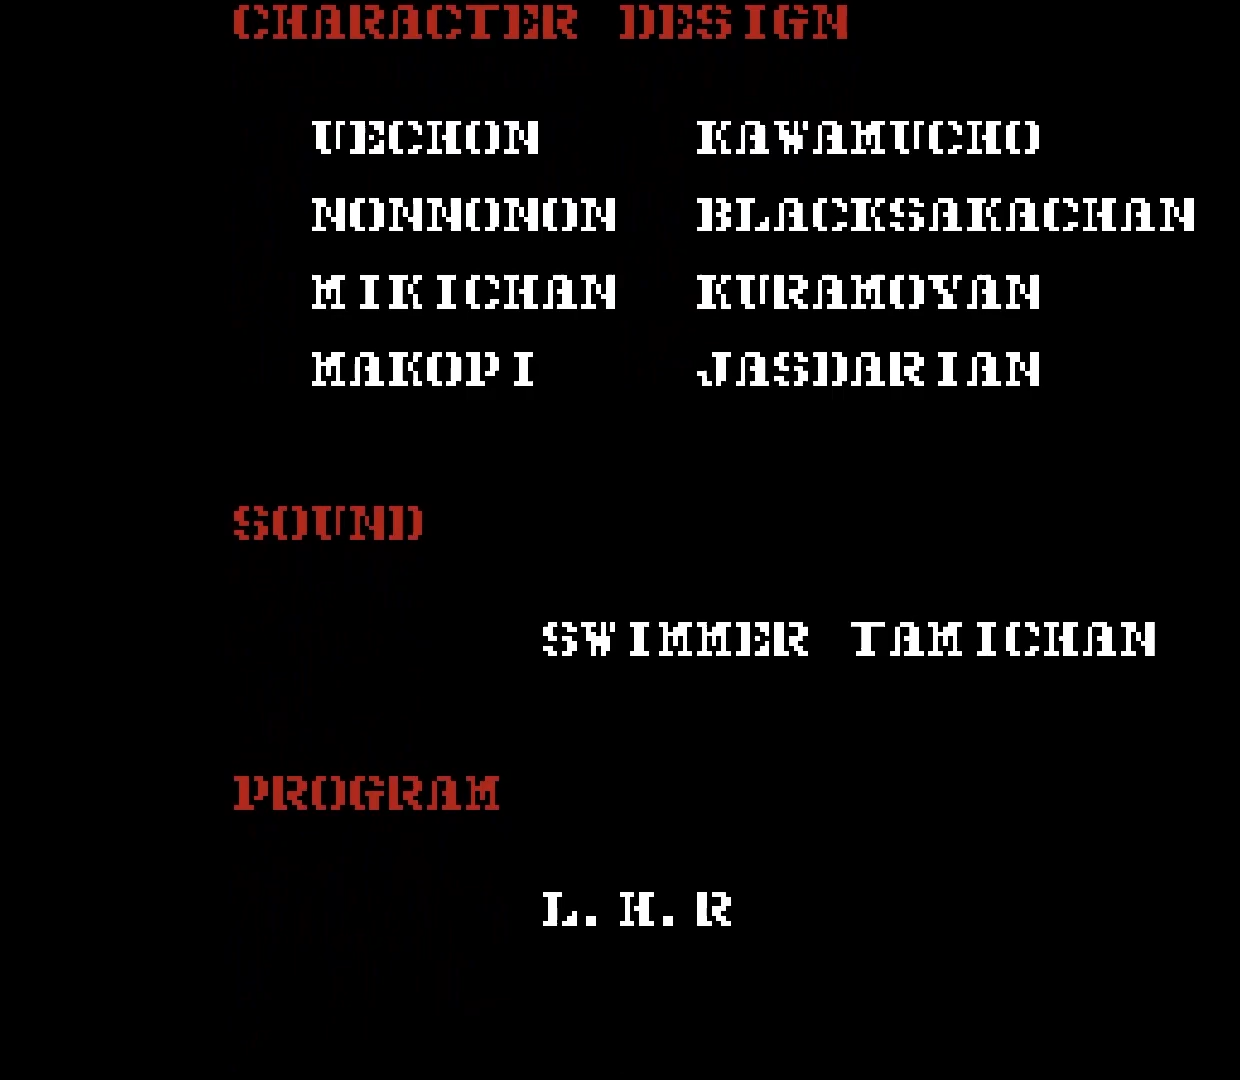 CHARACTER DESIGN
UECHON KAWAMUCHO
NONNONON BLACKSAKACHAN
MIKICHAN KURAMOYAN
MAKOPI JASDARIAN
SOUND
SWIMMER TAMICHAN
PROGRAM
L.H.R